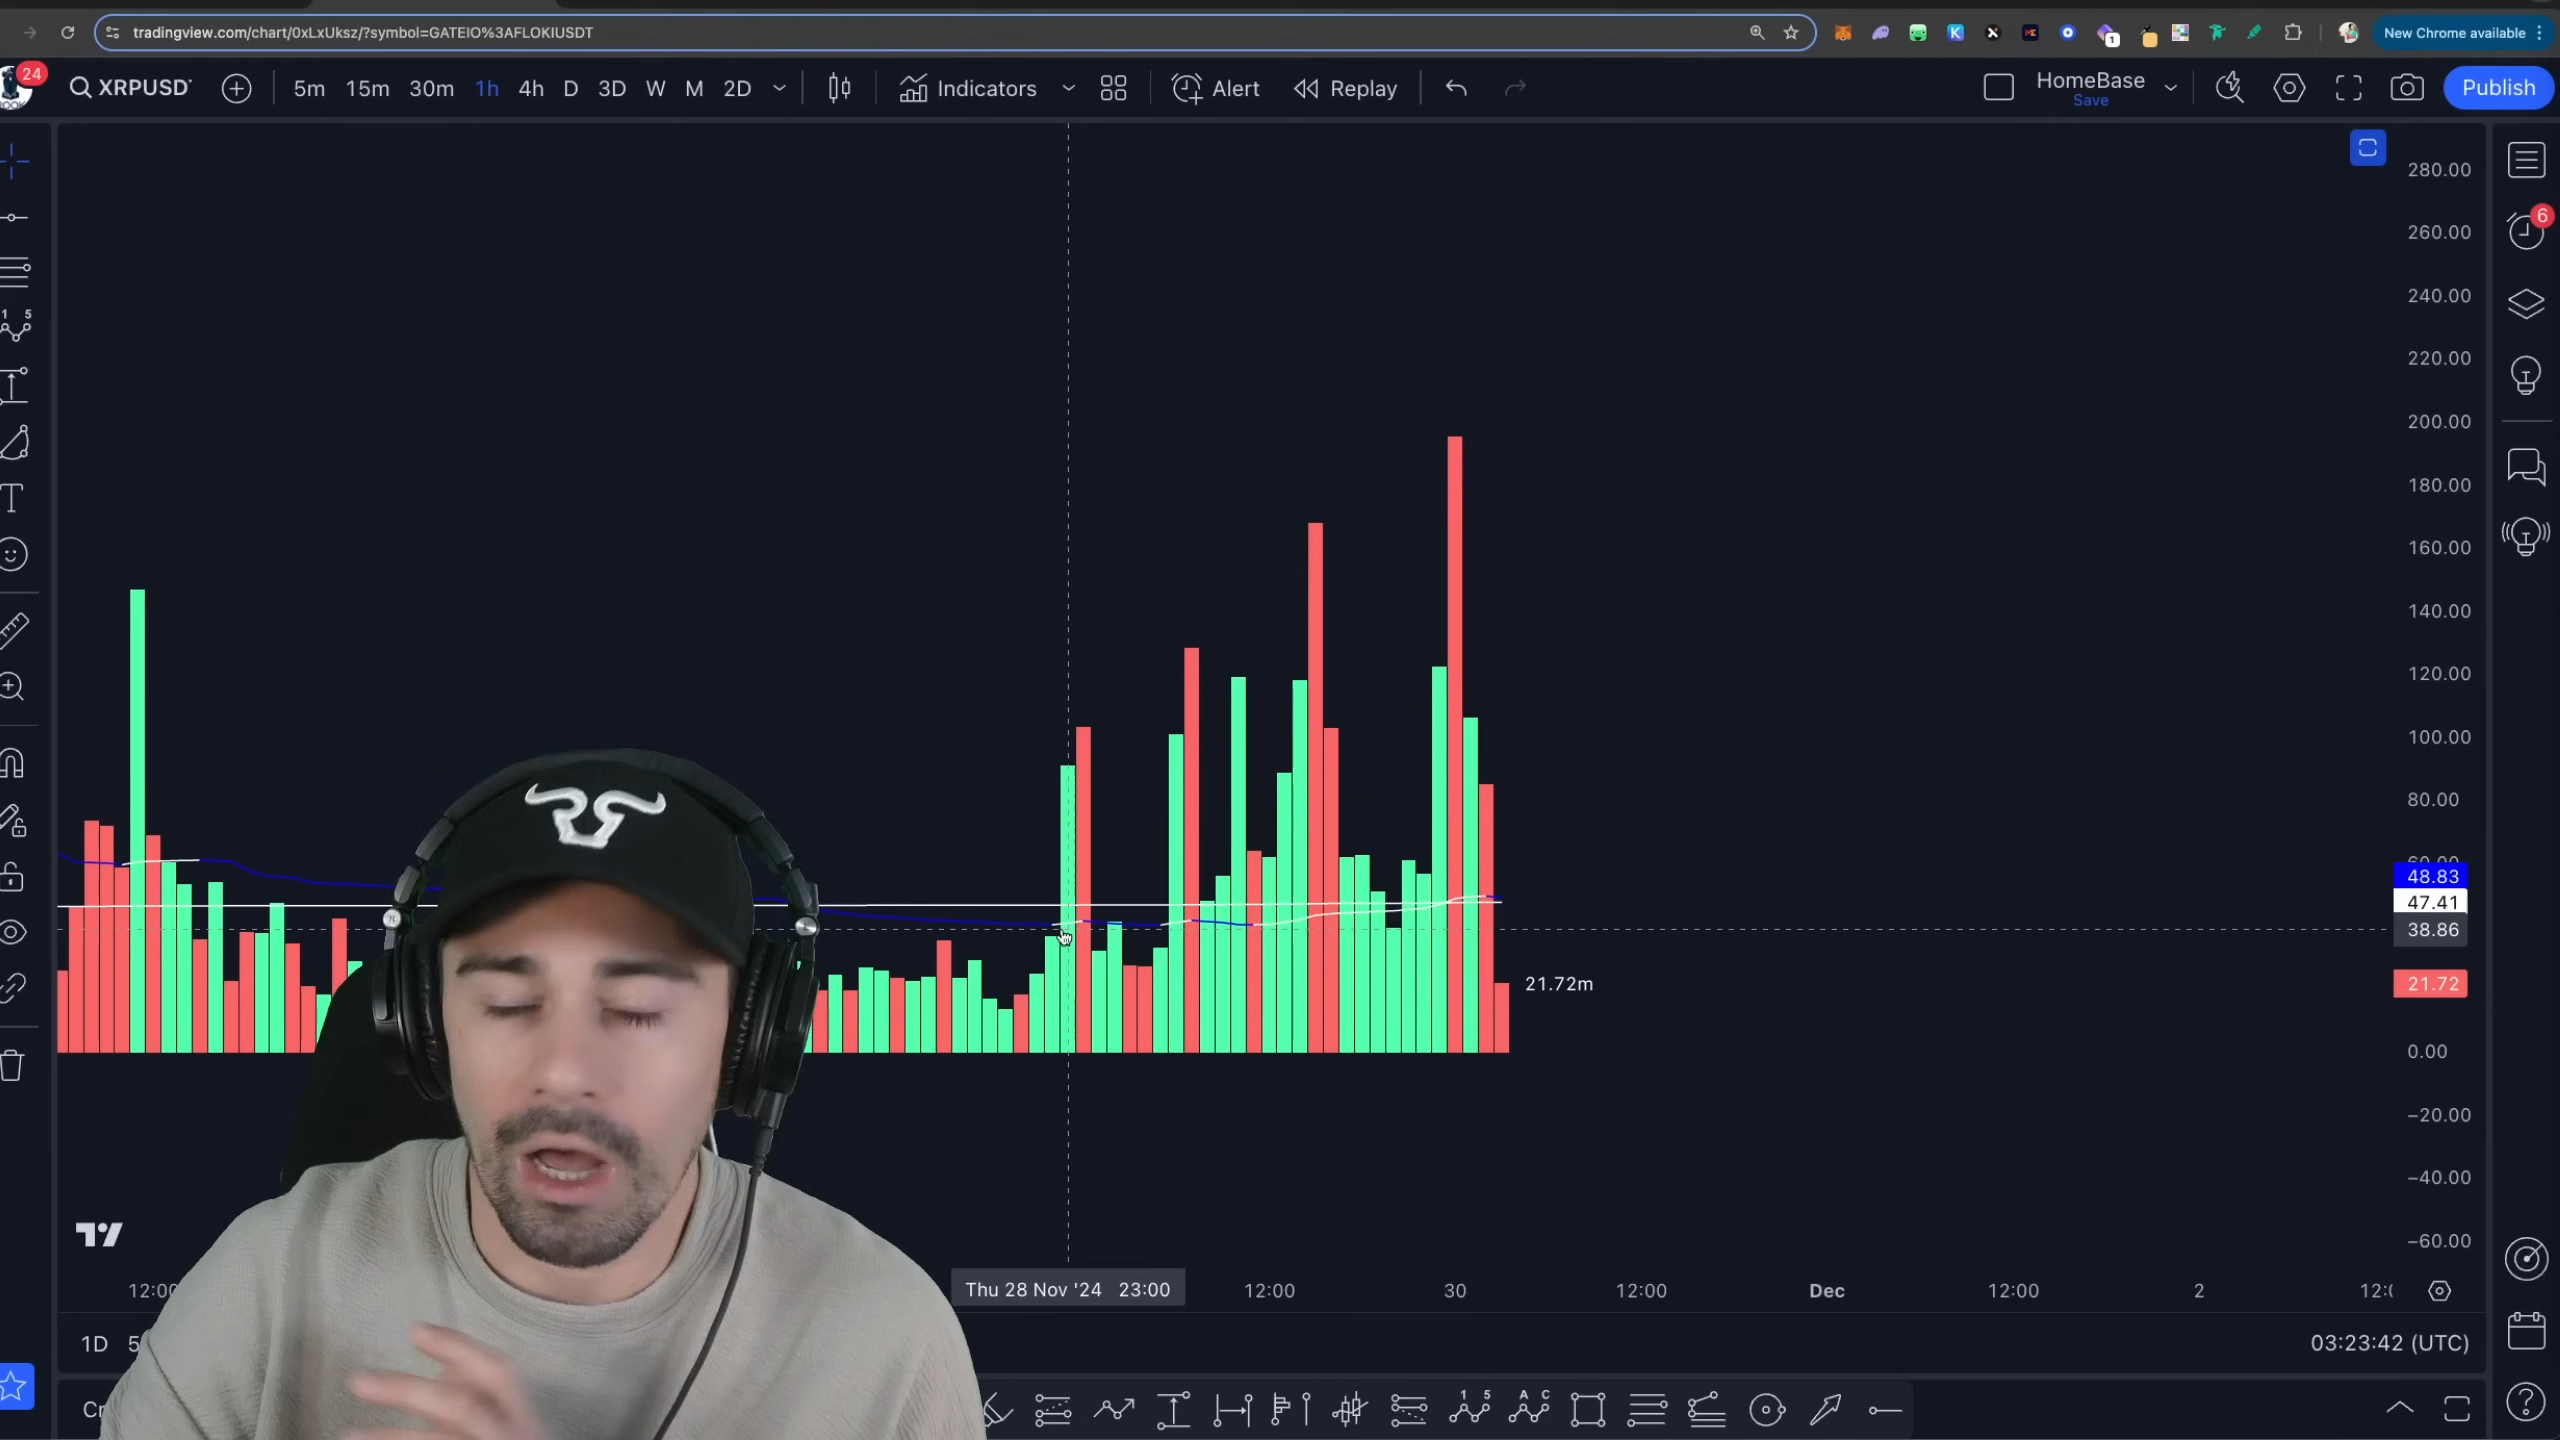 tradingview.com/chart/0xLxUksz/?symbol=GATEIO%3AFLOKIUSDT
New Chrome available
24
XRPUSD
5m 15m 30m 1h 4h D 3D W M 2D
Indicators
Alert
Replay
HomeBase
Save
Publish
280.00
260.00
240.00
220.00
200.00
180.00
160.00
140.00
120.00
100.00
80.00
48.83
47.41
38.86
21.72m
21.72
0.00
−20.00
−40.00
−60.00
6
12:00
Thu 28 Nov '24 23:00
12:00
30
12:00
Dec
12:00
2
1D
03:23:42 (UTC)